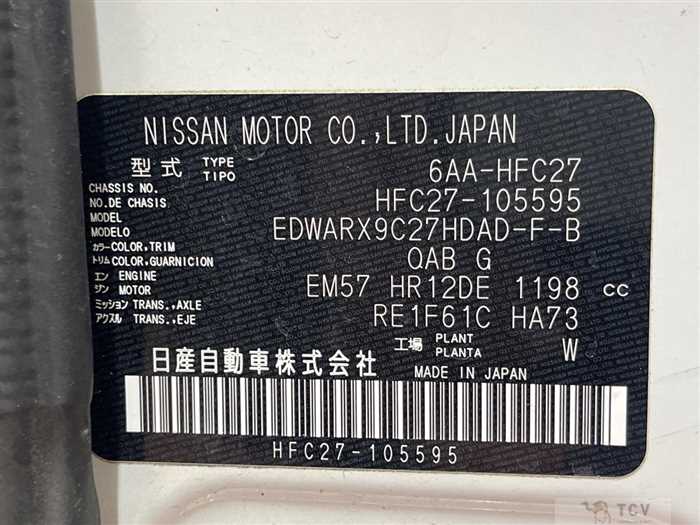 NISSAN MOTOR CO.,LTD.JAPAN
型式 TYPE TIPO 6AA-HFC27
CHASSIS NO.
NO.DE CHASSIS HFC27-105595
MODEL
MODELO EDWARX9C27HDAD-F-B
カラー COLOR,TRIM
トリム COLOR,GUARNICION QAB G
エン ENGINE
ジン MOTOR EM57 HR12DE 1198 cc
ミッション TRANS.,AXLE
アクスル TRANS.,EJE RE1F61C HA73
工場 PLANT PLANTA W
日産自動車株式会社 MADE IN JAPAN
HFC27-105595
TCV